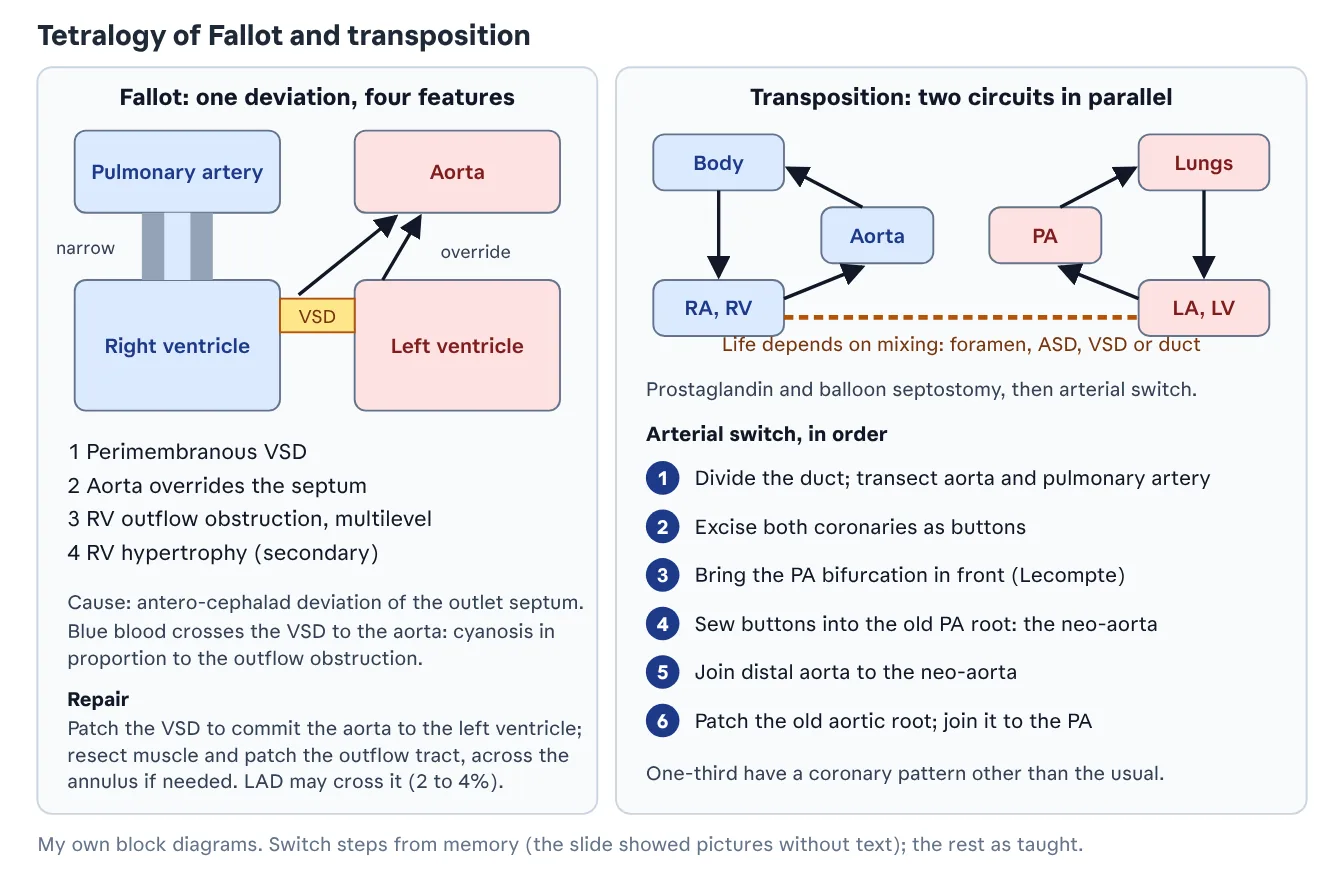 Tetralogy of Fallot and transposition
Fallot: one deviation, four features
Pulmonary artery
Aorta
narrow
override
VSD
Right ventricle
Left ventricle
1 Perimembranous VSD
2 Aorta overrides the septum
3 RV outflow obstruction, multilevel
4 RV hypertrophy (secondary)
Cause: antero-cephalad deviation of the outlet septum.
Blue blood crosses the VSD to the aorta: cyanosis in
proportion to the outflow obstruction.
Repair
Patch the VSD to commit the aorta to the left ventricle;
resect muscle and patch the outflow tract, across the
annulus if needed. LAD may cross it (2 to 4%).
Transposition: two circuits in parallel
Body
Lungs
Aorta
PA
RA, RV
LA, LV
Life depends on mixing: foramen, ASD, VSD or duct
Prostaglandin and balloon septostomy, then arterial switch.
Arterial switch, in order
1 Divide the duct; transect aorta and pulmonary artery
2 Excise both coronaries as buttons
3 Bring the PA bifurcation in front (Lecompte)
4 Sew buttons into the old PA root: the neo-aorta
5 Join distal aorta to the neo-aorta
6 Patch the old aortic root; join it to the PA
One-third have a coronary pattern other than the usual.
My own block diagrams. Switch steps from memory (the slide showed pictures without text); the rest as taught.